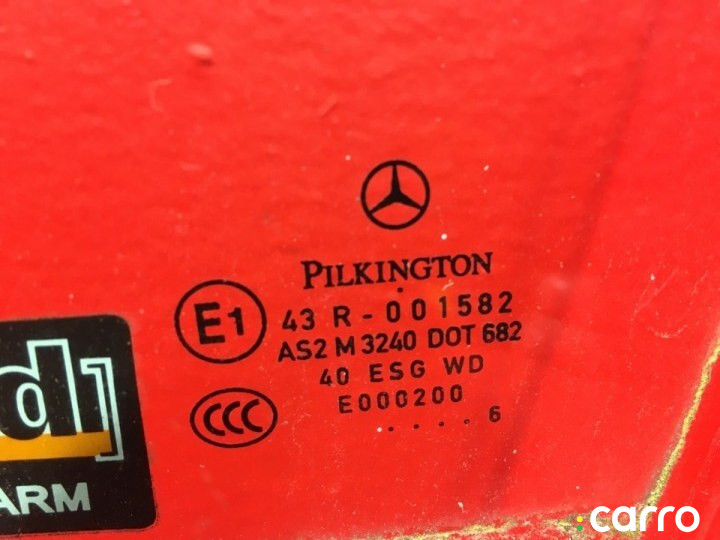 PILKINGTON
E1
43 R - 001582
AS2 M 3240 DOT 682
40 ESG WD
CCC
E000200
. . . . 6
ARM
carro